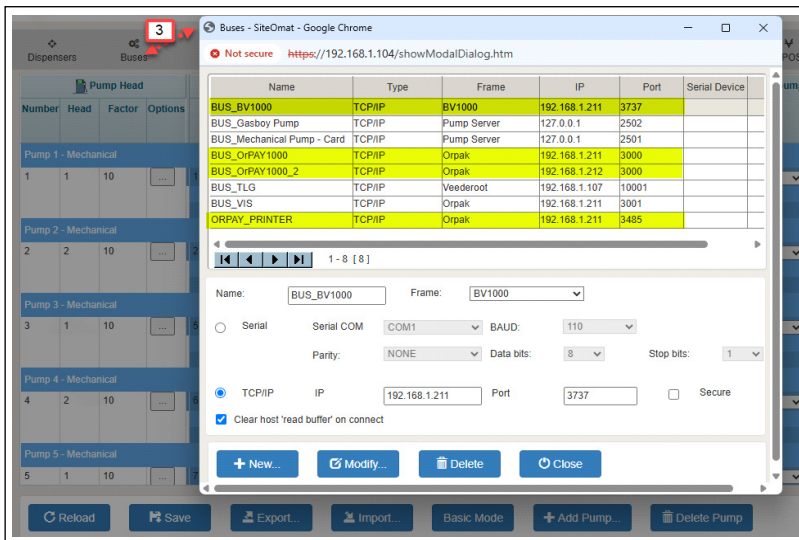 3
Buses - SiteOmat - Google Chrome
Not secure https://192.168.1.104/showModalDialog.htm
Dispensers Buses POS
Pump Head
Number Head Factor Options
Name Type Frame IP Port Serial Device
BUS_BV1000 TCP/IP BV1000 192.168.1.211 3737
BUS_Gasboy Pump TCP/IP Pump Server 127.0.0.1 2502
BUS_Mechanical Pump - Card TCP/IP Pump Server 127.0.0.1 2501
BUS_OrPAY1000 TCP/IP Orpak 192.168.1.211 3000
BUS_OrPAY1000_2 TCP/IP Orpak 192.168.1.212 3000
BUS_TLG TCP/IP Veederoot 192.168.1.107 10001
BUS_VIS TCP/IP Orpak 192.168.1.211 3001
ORPAY_PRINTER TCP/IP Orpak 192.168.1.211 3485
1 - 8 [ 8 ]
Name: BUS_BV1000 Frame: BV1000
Serial Serial COM COM1 BAUD: 110
Parity: NONE Data bits: 8 Stop bits: 1
TCP/IP IP 192.168.1.211 Port 3737 Secure
Clear host 'read buffer' on connect
New... Modify... Delete Close
Pump 1 - Mechanical
1 1 10 ...
Pump 2 - Mechanical
2 2 10 ...
Pump 3 - Mechanical
3 1 10 ...
Pump 4 - Mechanical
4 2 10 ...
Pump 5 - Mechanical
5 1 10 ...
Reload Save Export... Import... Basic Mode Add Pump... Delete Pump